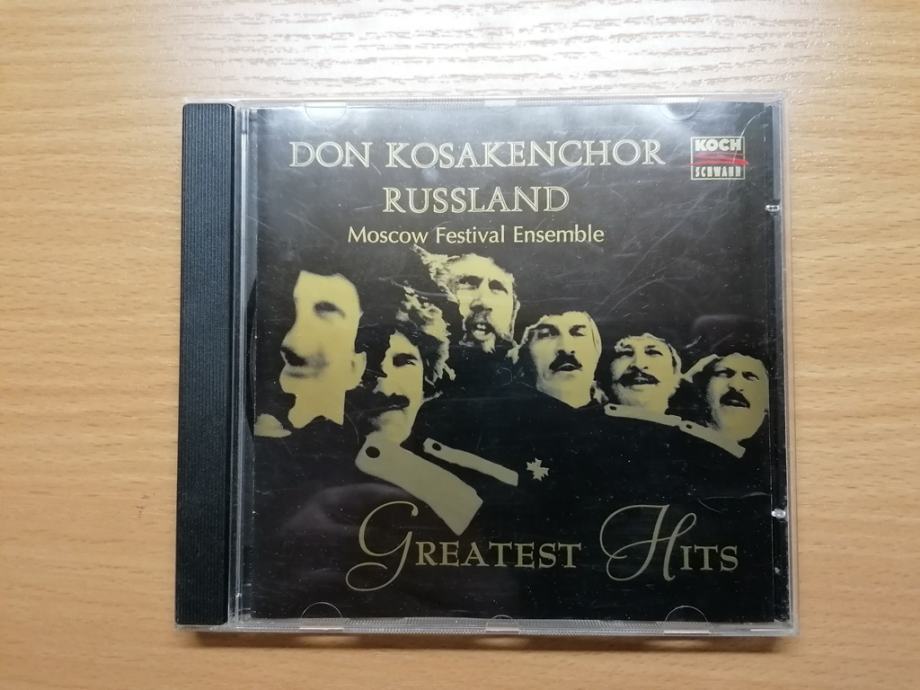 DON KOSAKENCHOR
RUSSLAND
Moscow Festival Ensemble
KOCH
SCHWANN
GREATEST HITS